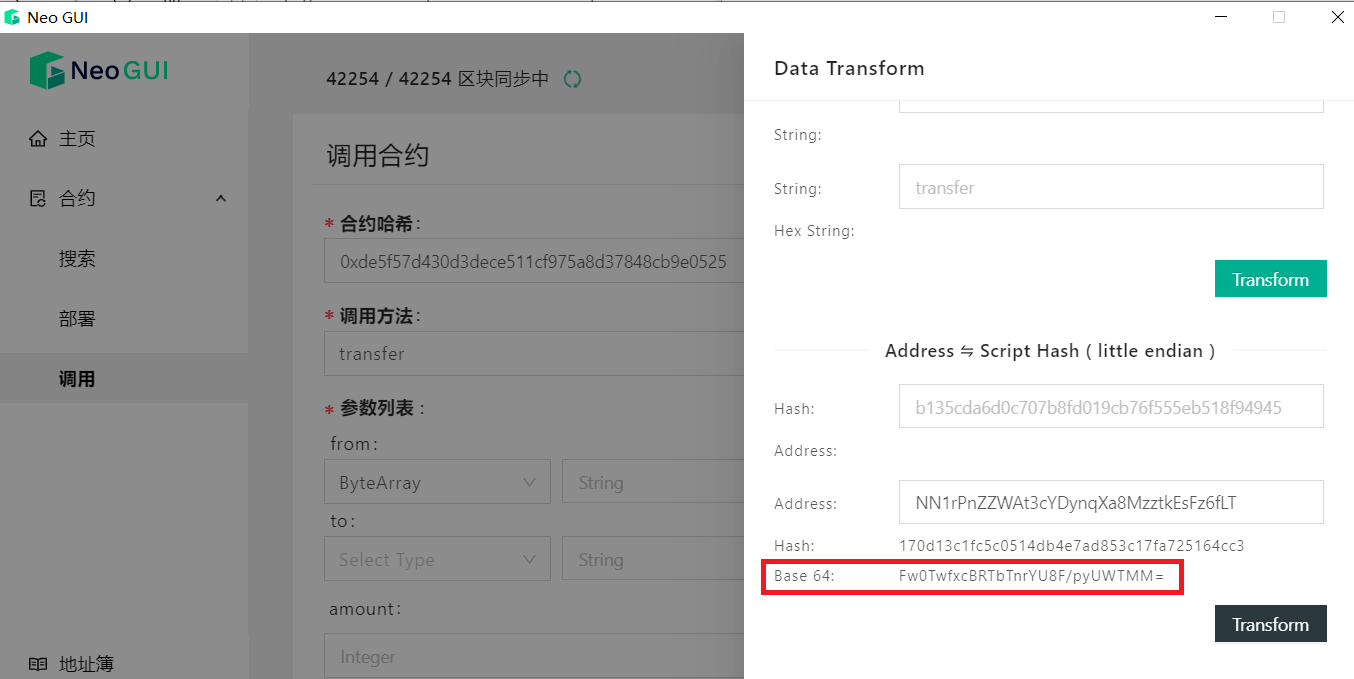 Neo GUI
Neo GUI
主页
合约
搜索
部署
调用
地址簿
42254 / 42254 区块同步中
调用合约
* 合约哈希:
0xde5f57d430d3dece511cf975a8d37848cb9e0525
* 调用方法:
transfer
* 参数列表 :
from:
ByteArray
String
to:
Select Type
String
amount:
Integer
Data Transform
String:
String:
transfer
Hex String:
Transform
Address ⇋ Script Hash ( little endian )
Hash:
b135cda6d0c707b8fd019cb76f555eb518f94945
Address:
Address:
NN1rPnZZWAt3cYDynqXa8MzztkEsFz6fLT
Hash:
170d13c1fc5c0514db4e7ad853c17fa725164cc3
Base 64:
Fw0TwfxcBRTbTnrYU8F/pyUWTMM=
Transform